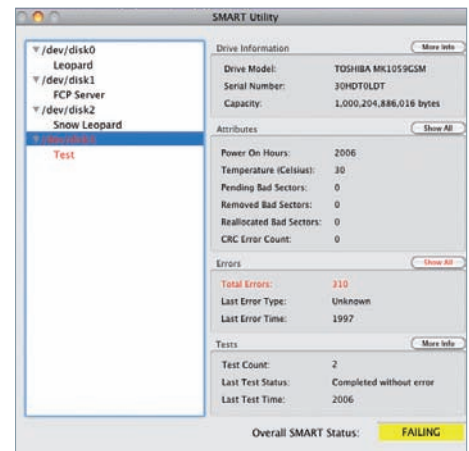 SMART Utility
/dev/disk0
Leopard
/dev/disk1
FCP Server
/dev/disk2
Snow Leopard
Test
Drive Information
More Info
Drive Model: TOSHIBA MK1059GSM
Serial Number: 30HDT0LDT
Capacity: 1,000,204,886,016 bytes
Attributes
Show All
Power On Hours: 2006
Temperature (Celsius): 30
Pending Bad Sectors: 0
Removed Bad Sectors: 0
Reallocated Bad Sectors: 0
CRC Error Count: 0
Errors
Show All
Total Errors: 310
Last Error Type: Unknown
Last Error Time: 1997
Tests
More Info
Test Count: 2
Last Test Status: Completed without error
Last Test Time: 2006
Overall SMART Status: FAILING